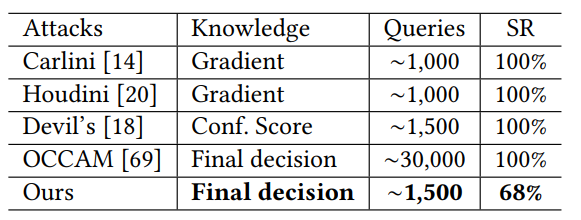 Attacks Knowledge Queries SR
Carlini [14] Gradient ~1,000 100%
Houdini [20] Gradient ~1,000 100%
Devil's [18] Conf. Score ~1,500 100%
OCCAM [69] Final decision ~30,000 100%
Ours Final decision ~1,500 68%